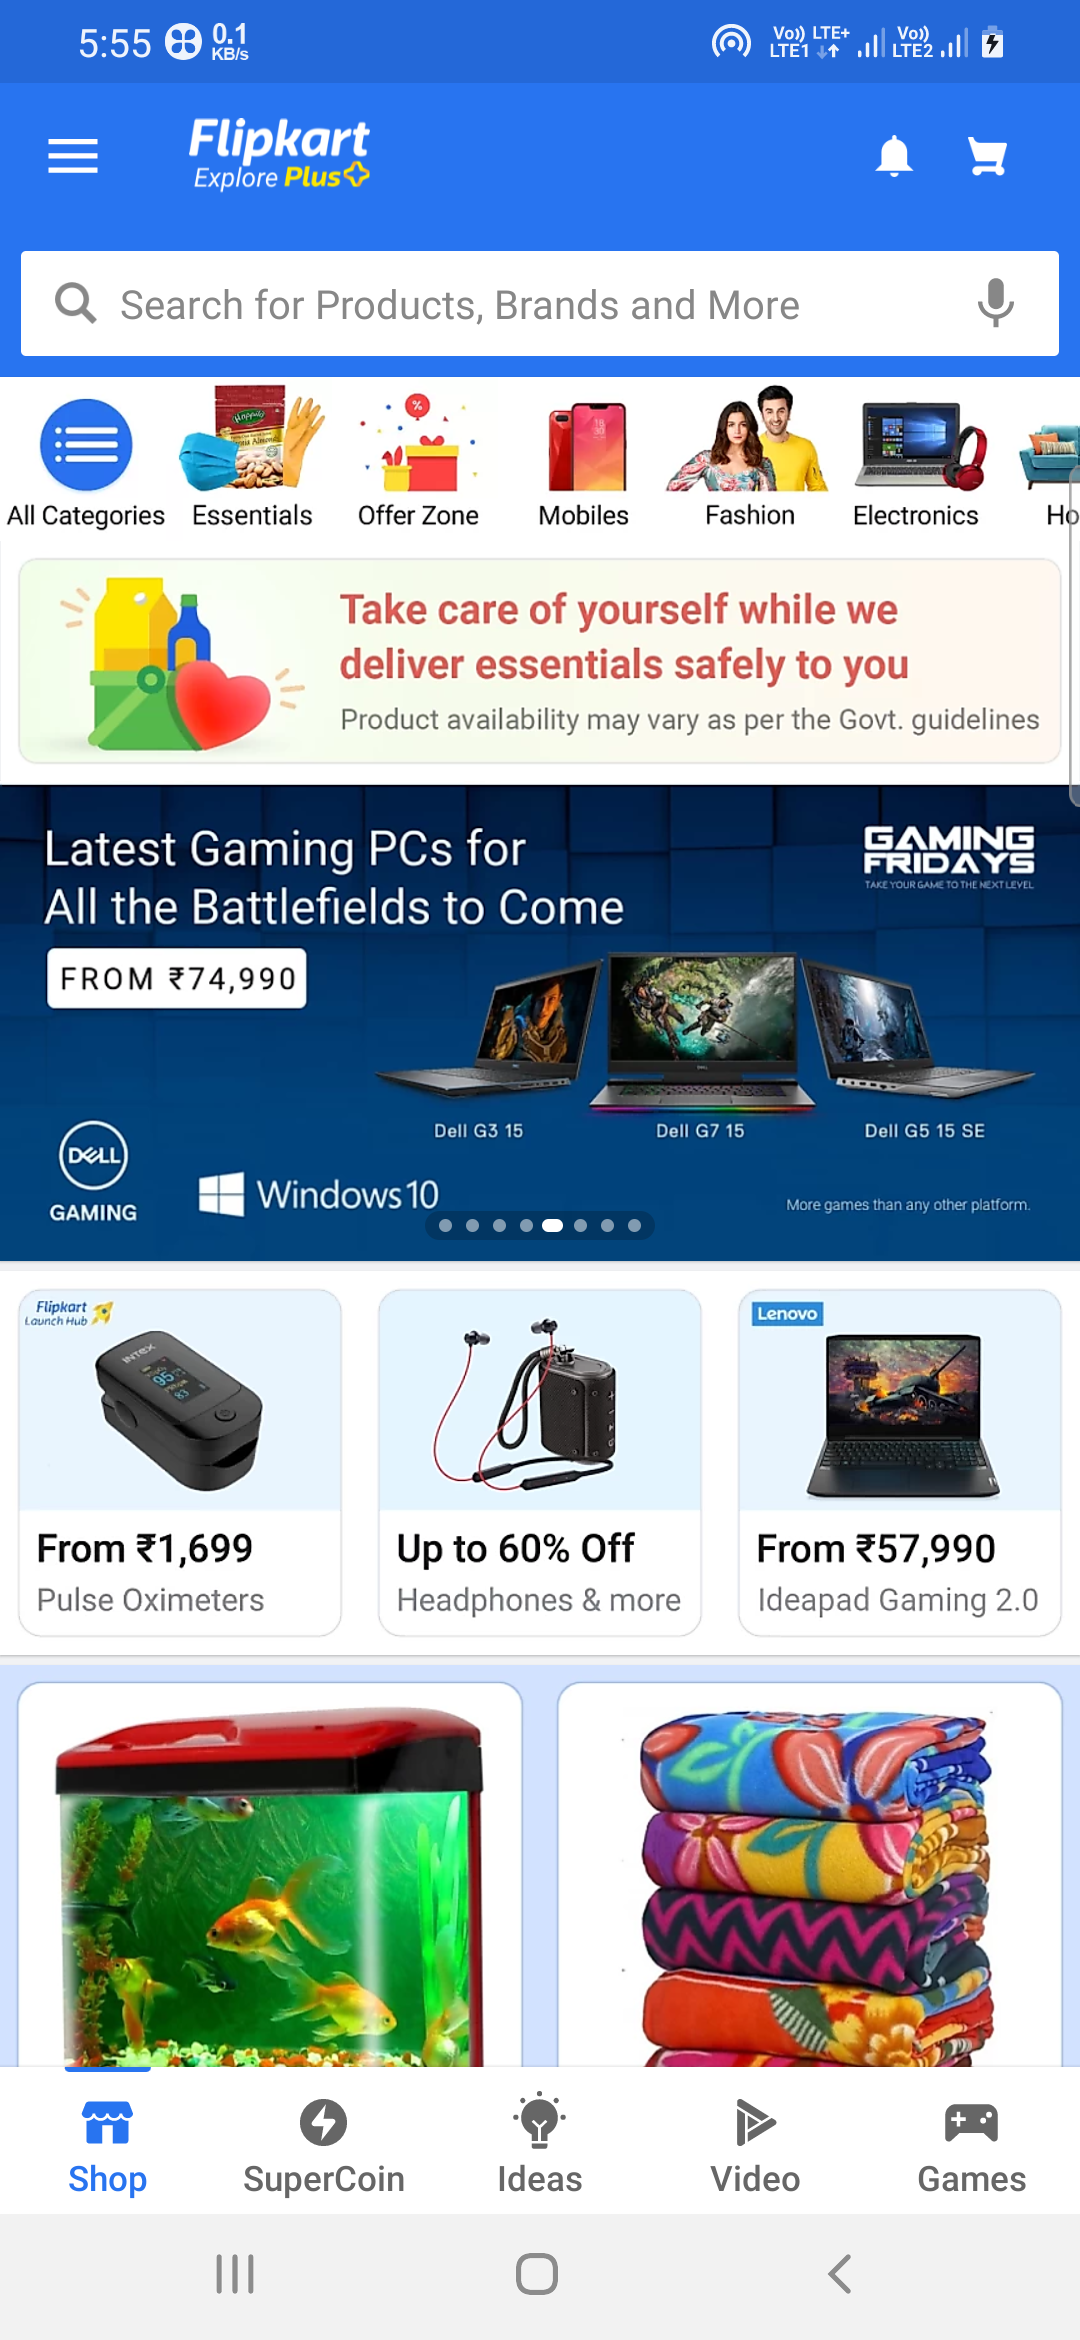 5:55 0.1 KB/s Vo)) LTE1 LTE+ Vo)) LTE2
Flipkart
Explore Plus
Search for Products, Brands and More
All Categories
Essentials
Offer Zone
Mobiles
Fashion
Electronics
Ho
Take care of yourself while we
deliver essentials safely to you
Product availability may vary as per the Govt. guidelines
Latest Gaming PCs for
All the Battlefields to Come
GAMING
FRIDAYS
TAKE YOUR GAME TO THE NEXT LEVEL
FROM ₹74,990
Dell G3 15
Dell G7 15
Dell G5 15 SE
DELL
GAMING
Windows 10
More games than any other platform.
Flipkart
Launch Hub
INTEX
95
83
From ₹1,699
Pulse Oximeters
Up to 60% Off
Headphones & more
Lenovo
From ₹57,990
Ideapad Gaming 2.0
Shop
SuperCoin
Ideas
Video
Games